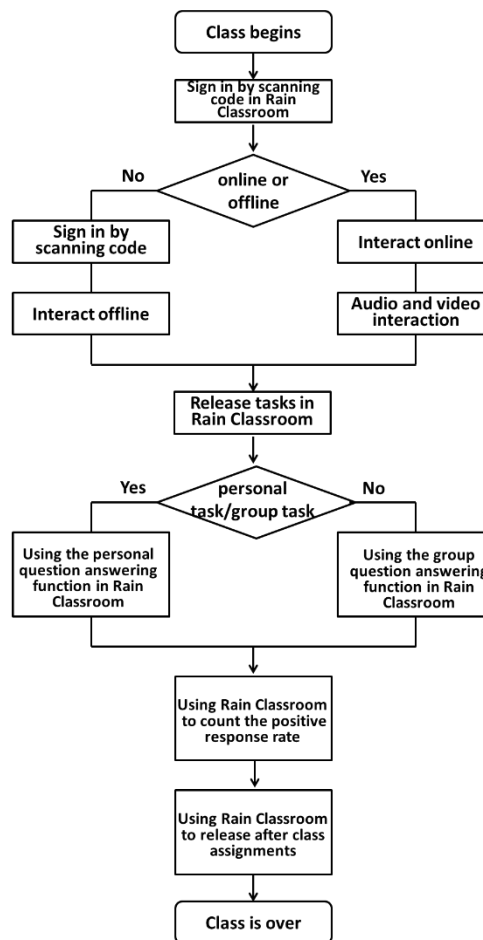 Class begins
Sign in by scanning
code in Rain
Classroom
No
online or
offline
Yes
Sign in by
scanning code
Interact online
Interact offline
Audio and video
interaction
Release tasks in
Rain Classroom
Yes
personal
task/group task
No
Using the personal
question answering
function in Rain
Classroom
Using the group
question answering
function in Rain
Classroom
Using Rain Classroom
to count the positive
response rate
Using Rain Classroom
to release after class
assignments
Class is over